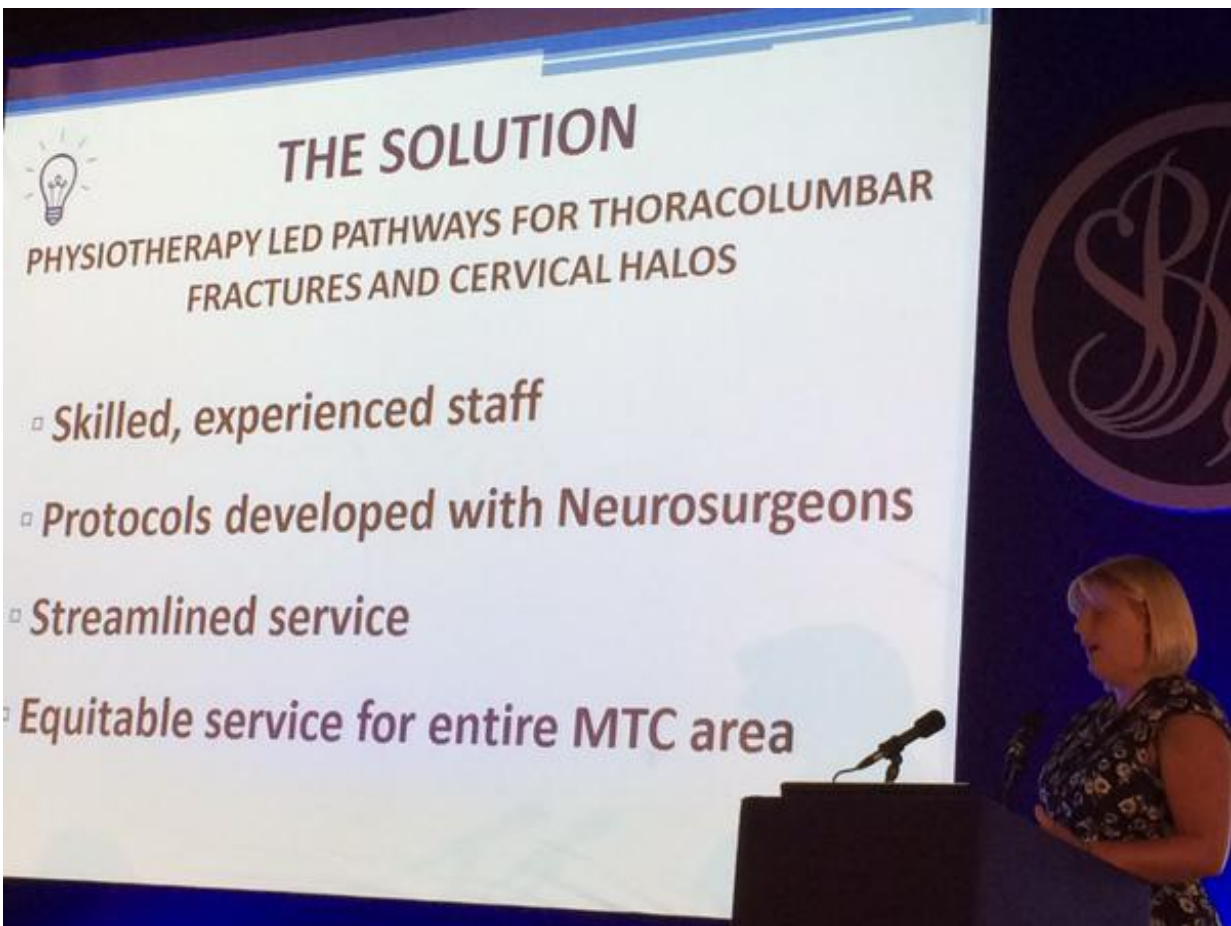 THE SOLUTION
PHYSIOTHERAPY LED PATHWAYS FOR THORACOLUMBAR
FRACTURES AND CERVICAL HALOS
Skilled, experienced staff
Protocols developed with Neurosurgeons
Streamlined service
Equitable service for entire MTC area